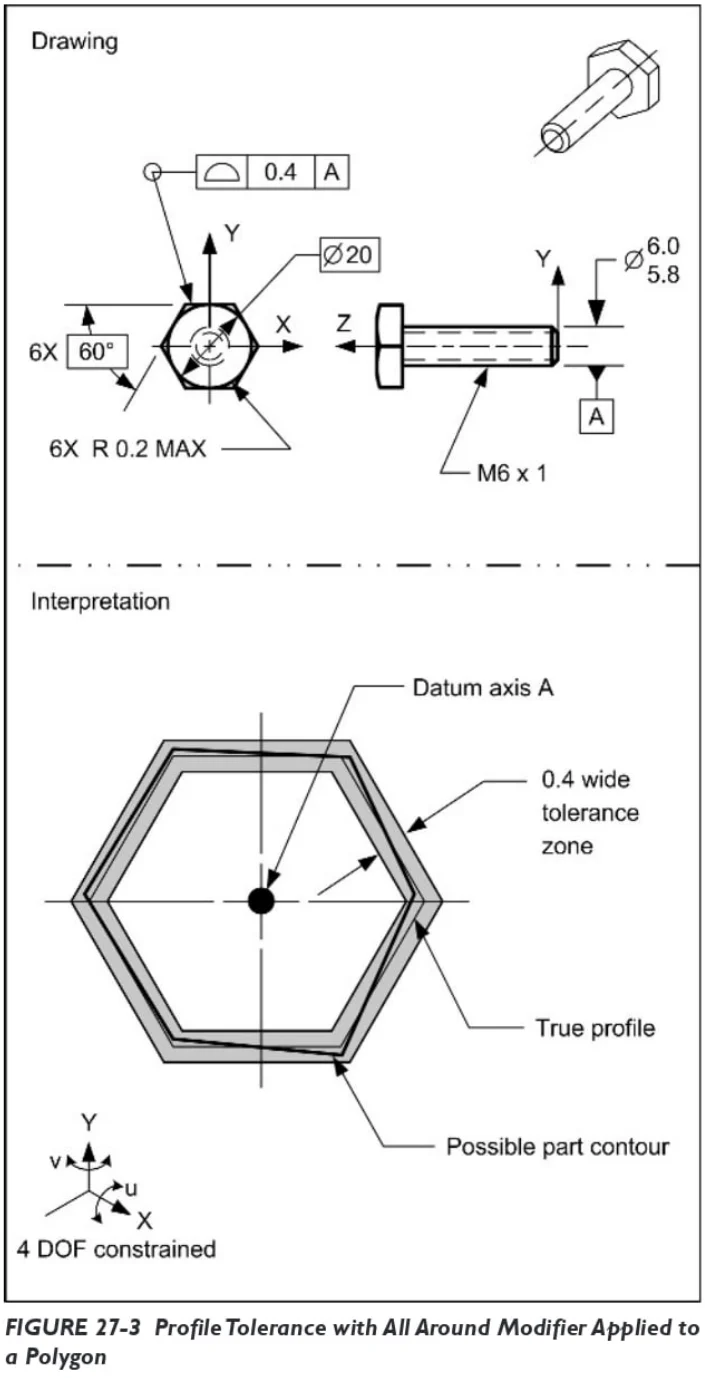 Drawing
0.4 A
Y
⌀20
Y
⌀6.0
5.8
X
Z
6X 60°
A
6X R 0.2 MAX
M6 x 1
Interpretation
Datum axis A
0.4 wide
tolerance
zone
True profile
Possible part contour
Y
v
u
X
4 DOF constrained
FIGURE 27-3 Profile Tolerance with All Around Modifier Applied to
a Polygon